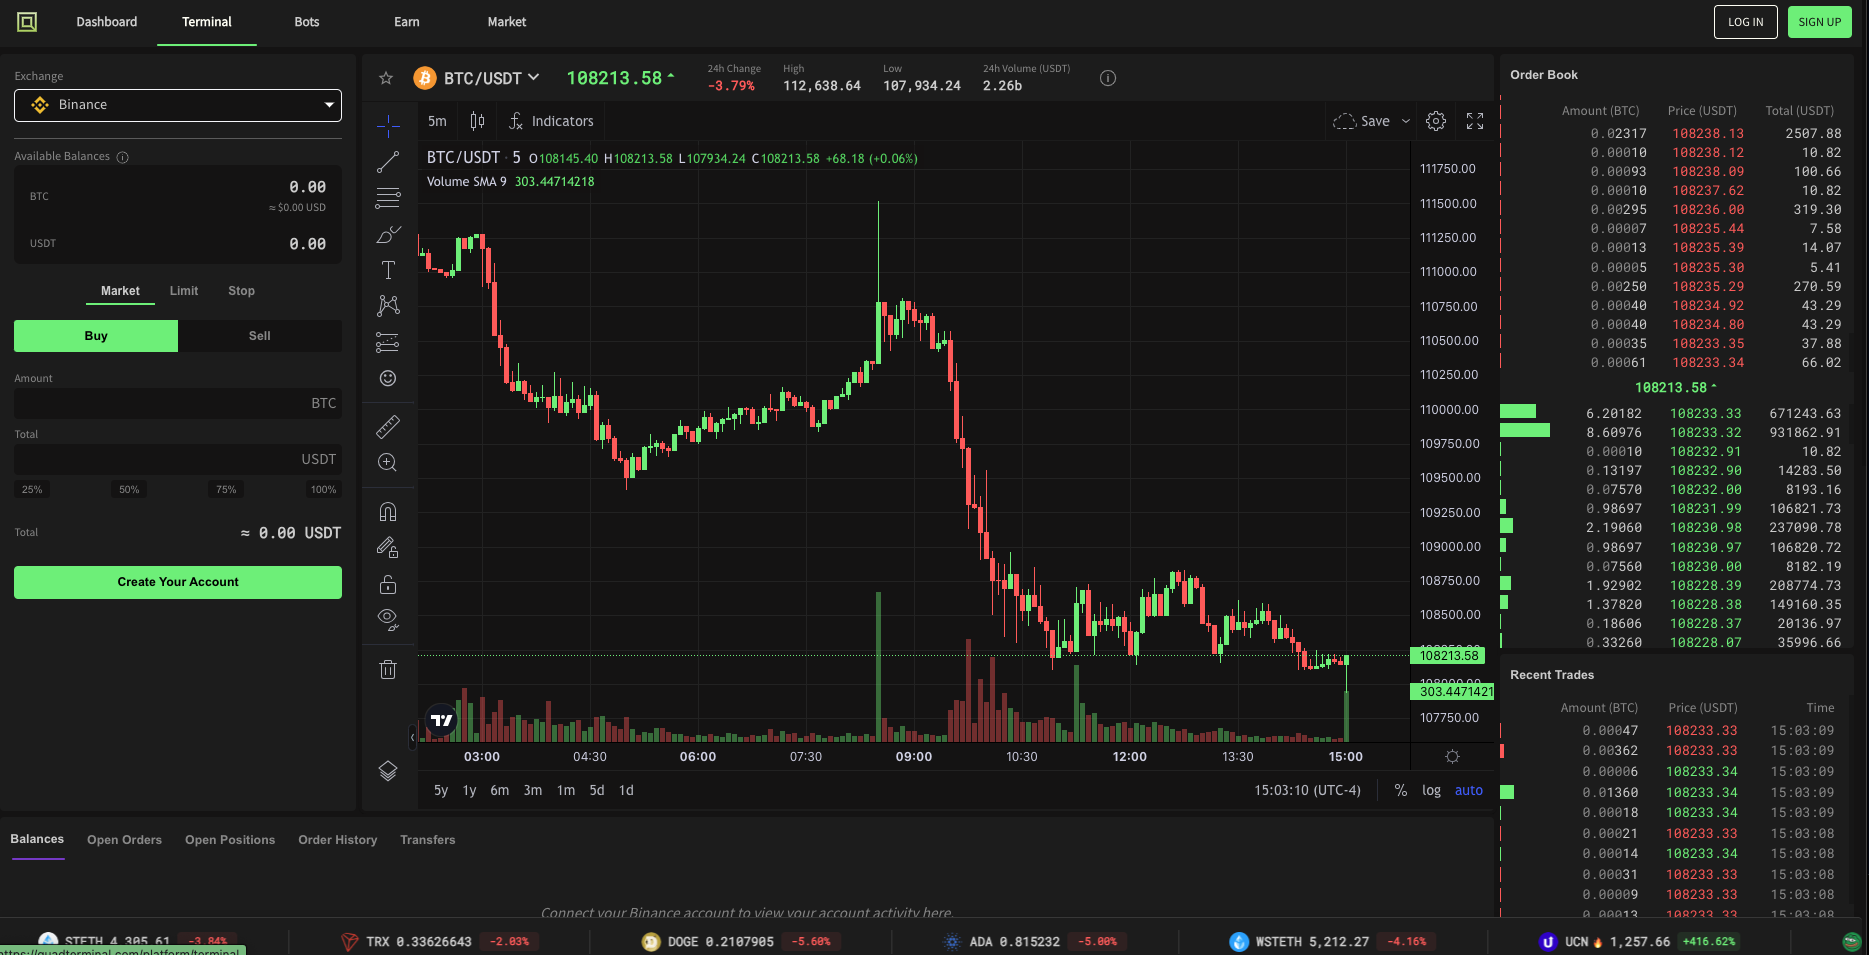 Dashboard Terminal Bots Earn Market LOG IN SIGN UP
Exchange
Binance
Available Balances
BTC 0.00
≈ $0.00 USD
USDT 0.00
Market Limit Stop
Buy Sell
Amount
BTC
Total
USDT
25% 50% 75% 100%
Total ≈ 0.00 USDT
Create Your Account
BTC/USDT 108213.58
24h Change High Low 24h Volume (USDT)
-3.79% 112,638.64 107,934.24 2.26b
5m Indicators Save
BTC/USDT · 5 O108145.40 H108213.58 L107934.24 C108213.58 +68.18 (+0.06%)
Volume SMA 9 303.44714218
111750.00
111500.00
111250.00
111000.00
110750.00
110500.00
110250.00
110000.00
109750.00
109500.00
109250.00
109000.00
108750.00
108500.00
108213.58
303.4471421
107750.00
03:00 04:30 06:00 07:30 09:00 10:30 12:00 13:30 15:00
5y 1y 6m 3m 1m 5d 1d 15:03:10 (UTC-4) % log auto
Order Book
Amount (BTC) Price (USDT) Total (USDT)
0.02317 108238.13 2507.88
0.00010 108238.12 10.82
0.00093 108238.09 100.66
0.00010 108237.62 10.82
0.00295 108236.00 319.30
0.00007 108235.44 7.58
0.00013 108235.39 14.07
0.00005 108235.30 5.41
0.00250 108235.29 270.59
0.00040 108234.92 43.29
0.00040 108234.80 43.29
0.00035 108233.35 37.88
0.00061 108233.34 66.02
108213.58
6.20182 108233.33 671243.63
8.60976 108233.32 931862.91
0.00010 108232.91 10.82
0.13197 108232.90 14283.50
0.07570 108232.00 8193.16
0.98697 108231.99 106821.73
2.19060 108230.98 237090.78
0.98697 108230.97 106820.72
0.07560 108230.00 8182.19
1.92902 108228.39 208774.73
1.37820 108228.38 149160.35
0.18606 108228.37 20136.97
0.33260 108228.07 35996.66
Recent Trades
Amount (BTC) Price (USDT) Time
0.00047 108233.33 15:03:09
0.00362 108233.33 15:03:09
0.00006 108233.34 15:03:09
0.01360 108233.34 15:03:09
0.00018 108233.34 15:03:09
0.00021 108233.33 15:03:08
0.00014 108233.34 15:03:08
0.00031 108233.33 15:03:08
0.00009 108233.33 15:03:08
0.00013 108233.33 15:03:08
Balances Open Orders Open Positions Order History Transfers
Connect your Binance account to view your account activity here.
STETH 4,305.61 -3.84% TRX 0.33626643 -2.03% DOGE 0.2107905 -5.60% ADA 0.815232 -5.00% WSTETH 5,212.27 -4.16% UCN 1,257.66 +416.62%
https://quadterminal.com/platform/terminal